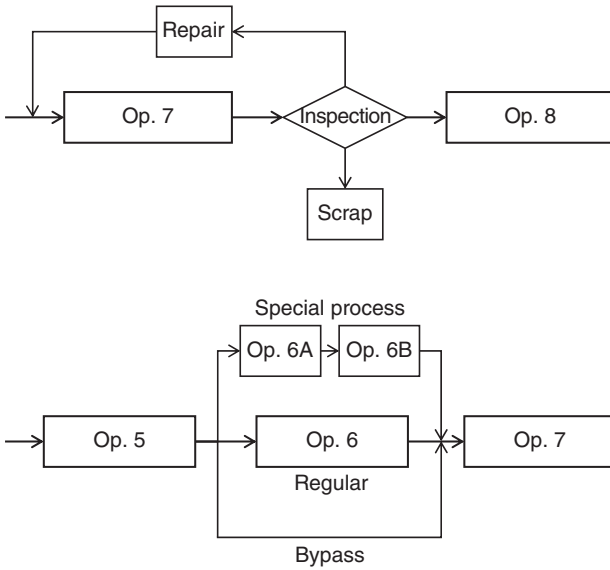 Repair
Op. 7
Inspection
Op. 8
Scrap
Special process
Op. 6A
Op. 6B
Op. 5
Op. 6
Op. 7
Regular
Bypass